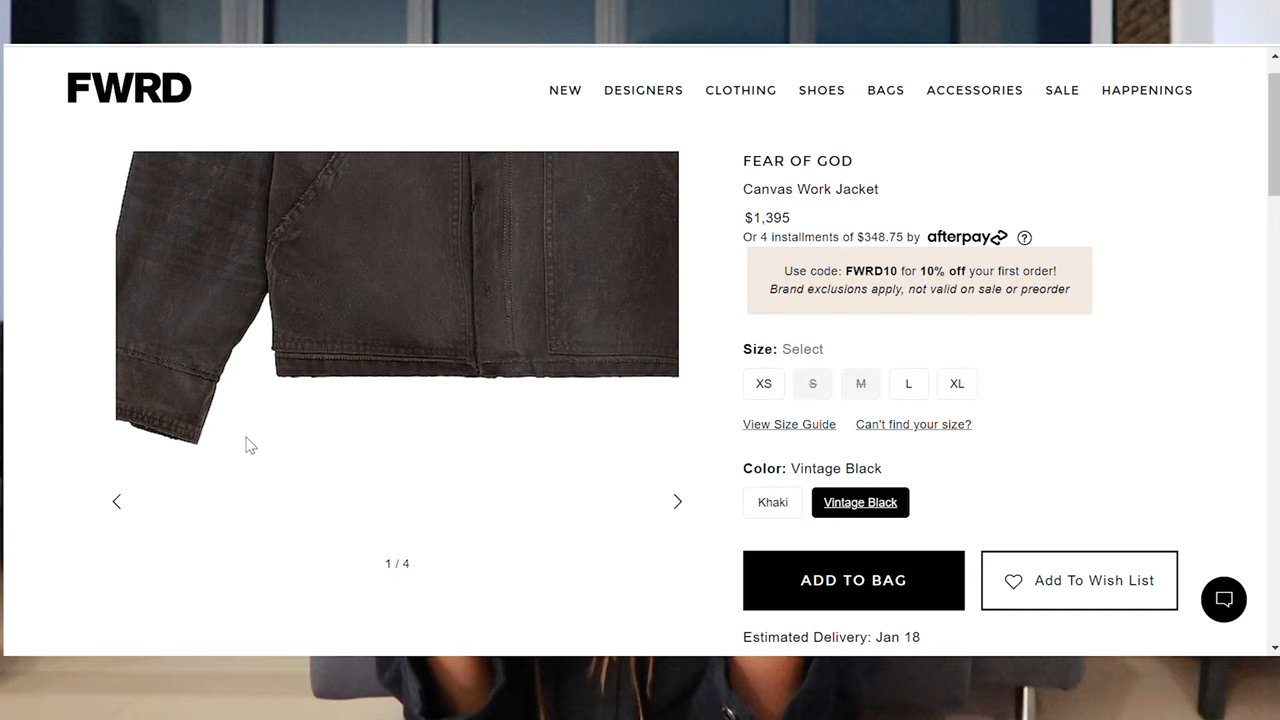 FWRD
NEW DESIGNERS CLOTHING SHOES BAGS ACCESSORIES SALE HAPPENINGS
FEAR OF GOD
Canvas Work Jacket
$1,395
Or 4 installments of $348.75 by afterpay ?
Use code: FWRD10 for 10% off your first order!
Brand exclusions apply, not valid on sale or preorder
Size: Select
XS S M L XL
View Size Guide Can't find your size?
Color: Vintage Black
Khaki Vintage Black
1 / 4
ADD TO BAG Add To Wish List
Estimated Delivery: Jan 18